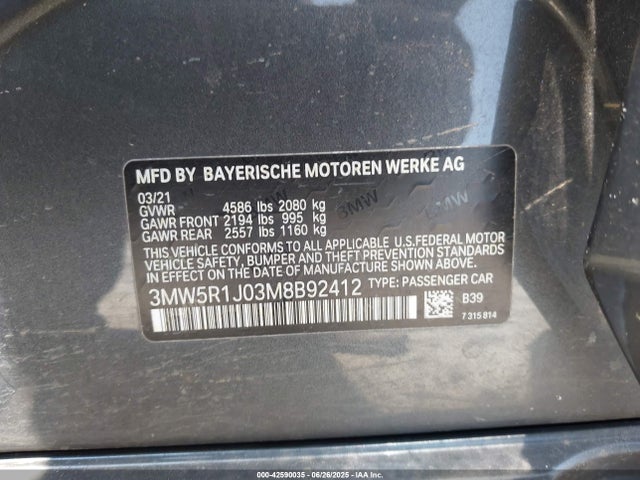 MFD BY BAYERISCHE MOTOREN WERKE AG
03/21
GVWR 4586 lbs 2080 kg
GAWR FRONT 2194 lbs 995 kg
GAWR REAR 2557 lbs 1160 kg
THIS VEHICLE CONFORMS TO ALL APPLICABLE U.S.FEDERAL MOTOR
VEHICLE SAFETY, BUMPER AND THEFT PREVENTION STANDARDS
IN EFFECT ON THE DATE OF MANUFACTURE SHOWN ABOVE.
3MW5R1J03M8B92412 TYPE: PASSENGER CAR
B39
7 315 814
000-42590035 06/26/2025 IAAI.COM